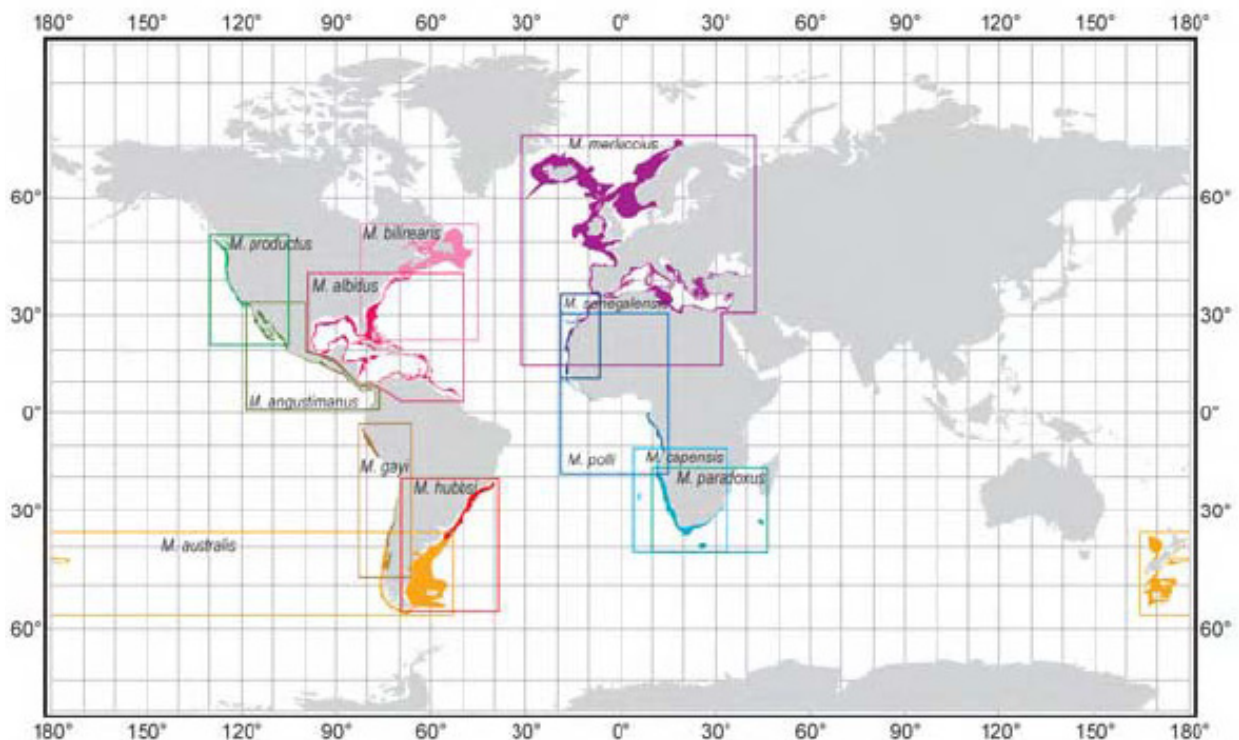 180° 150° 120° 90° 60° 30° 0° 30° 60° 90° 120° 150° 180°
M. merluccius
60° 60°
M. productus M. bilinearis
M. albidus
M. senegalensis
30° 30°
M. angustimanus
0° 0°
M. gayi M. polli M. capensis
M. hubbsi M. paradoxus
30° 30°
M. australis
60° 60°
180° 150° 120° 90° 60° 30° 0° 30° 60° 90° 120° 150° 180°